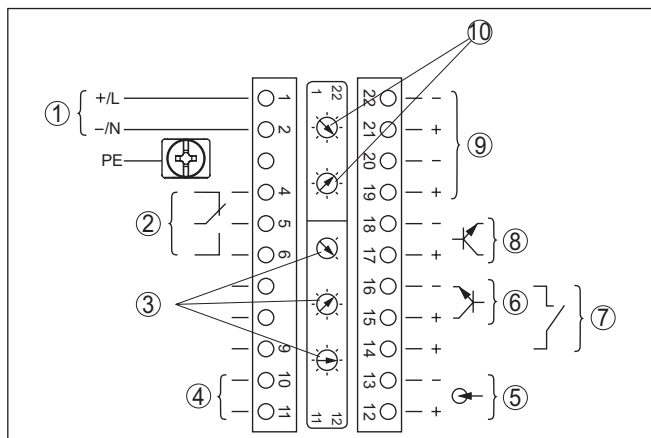 ⑩
① +/L 1 1 22 22 −
−/N 2 21 + ⑨
PE 20 −
4 19 +
② 5 18 − ⑧
6 17 +
16 − ⑥
③ 15 + ⑦
9 14 +
④ 10 13 − ⑤
11 11 12 12 +